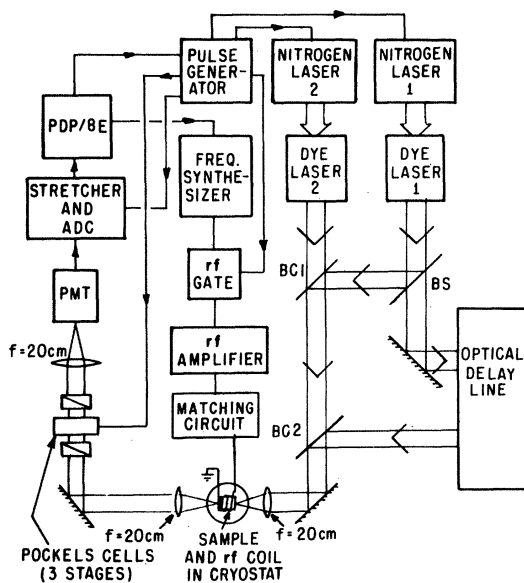 PULSE
GENER-
ATOR
NITROGEN
LASER
2
NITROGEN
LASER
1
PDP/8E
FREQ.
SYNTHE-
SIZER
DYE
LASER
2
DYE
LASER
1
STRETCHER
AND
ADC
rf
GATE
BC1
BS
PMT
f=20cm
rf
AMPLIFIER
OPTICAL
DELAY
LINE
MATCHING
CIRCUIT
BC2
f=20cm
f=20cm
POCKELS CELLS
(3 STAGES)
SAMPLE
AND rf COIL
IN CRYOSTAT